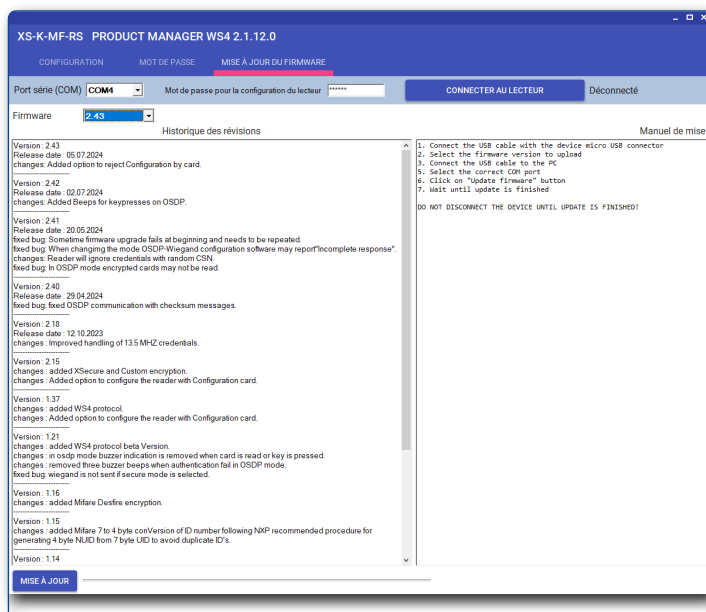 XS-K-MF-RS PRODUCT MANAGER WS4 2.1.12.0
CONFIGURATION MOT DE PASSE MISE À JOUR DU FIRMWARE
Port série (COM) COM4 Mot de passe pour la configuration du lecteur ****** CONNECTER AU LECTEUR Déconnecté
Firmware 2.43
Historique des révisions
Version : 2.43
Release date : 05.07.2024
changes: Added option to reject Configuration by card.
------------------------
Version : 2.42
Release date : 02.07.2024
changes: Added Beeps for keypresses on OSDP.
------------------------
Version : 2.41
Release date : 20.05.2024
fixed bug: Sometime firmware upgrade fails at beginning and needs to be repeated.
fixed bug: When changimg the mode OSDP-Wiegand configuration software may report"Incomplete response".
changes: Reader will ignore credentials with random CSN.
fixed bug: In OSDP mode encrypted cards may not be read.
------------------------
Version : 2.40
Release date : 29.04.2024
fixed bug: fixed OSDP communication with checksum messages.
------------------------
Version : 2.18
Release date : 12.10.2023
changes : Improved handling of 13.5 MHZ credentials.
------------------------
Version : 2.15
changes : added XSecure and Custom encryption.
changes : Added option to configure the reader with Configuration card.
------------------------
Version : 1.37
changes : added WS4 protocol.
changes : Added option to configure the reader with Configuration card.
------------------------
Version : 1.21
changes : added WS4 protocol beta Version.
changes : in osdp mode buzzer indication is removed when card is read or key is pressed.
changes : removed three buzzer beeps when authentication fail in OSDP mode.
fixed bug: wiegand is not sent if secure mode is selected.
------------------------
Version : 1.16
changes : added Mifare Desfire encryption.
------------------------
Version : 1.15
changes : added Mifare 7 to 4 byte conVersion of ID number following NXP recommended procedure for
generating 4 byte NUID from 7 byte UID to avoid duplicate ID's.
------------------------
Version : 1.14
Manuel de mise
1. Connect the USB cable with the device micro USB connector
2. Select the firmware version to upload
3. Connect the USB cable to the PC
5. Select the correct COM port
6. Click on "Update firmware" button
7. Wait until update is finished
DO NOT DISCONNECT THE DEVICE UNTIL UPDATE IS FINISHED!
MISE À JOUR